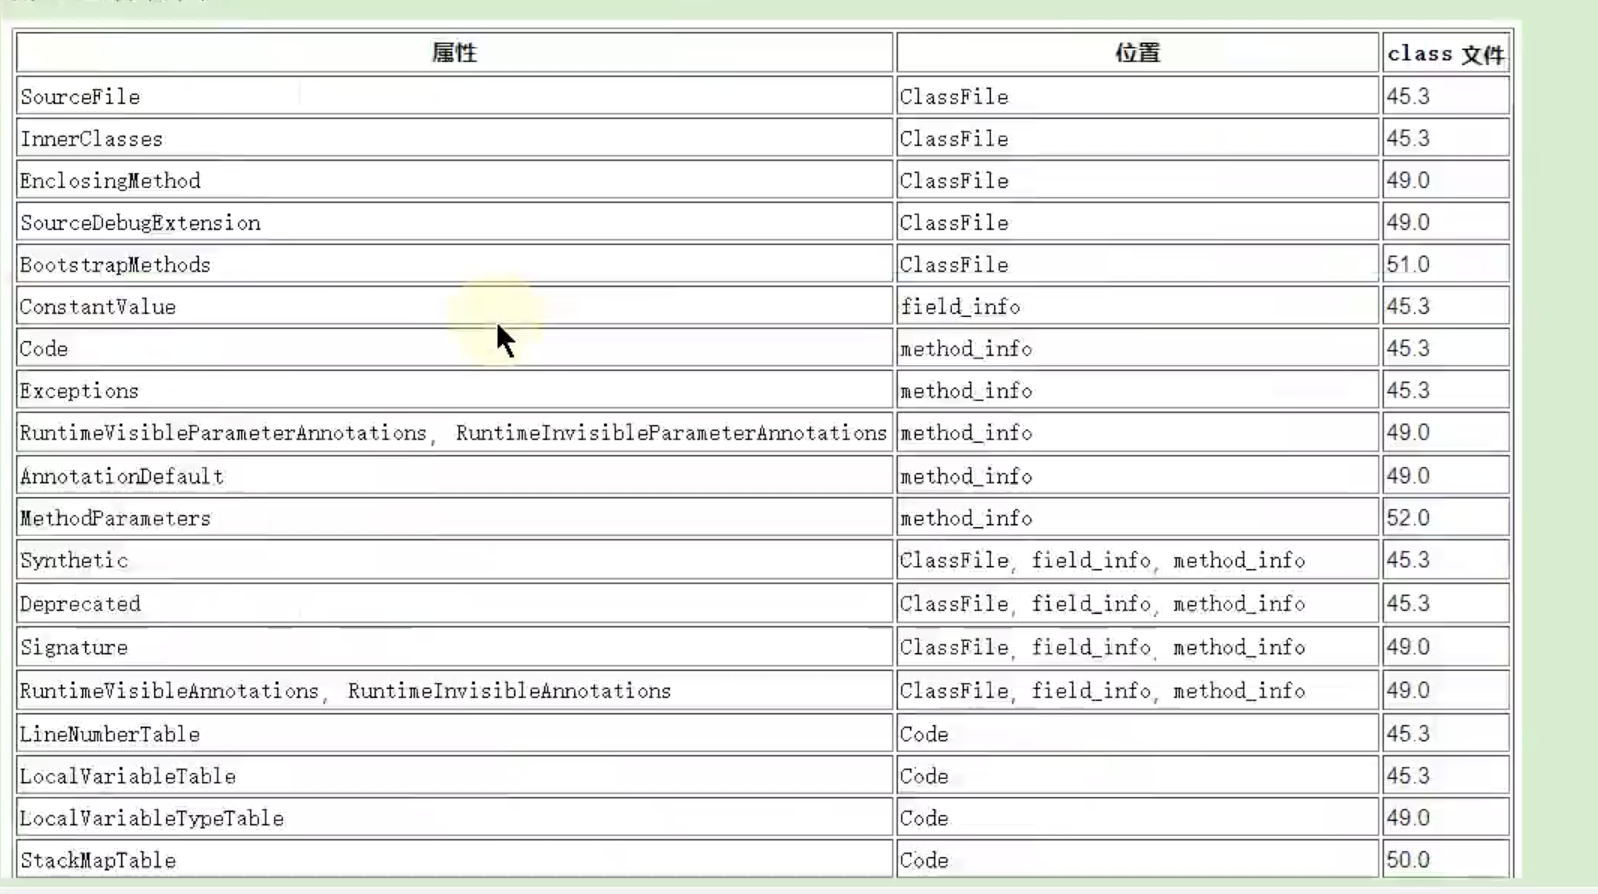 属性 位置 class 文件
SourceFile ClassFile 45.3
InnerClasses ClassFile 45.3
EnclosingMethod ClassFile 49.0
SourceDebugExtension ClassFile 49.0
BootstrapMethods ClassFile 51.0
ConstantValue field_info 45.3
Code method_info 45.3
Exceptions method_info 45.3
RuntimeVisibleParameterAnnotations, RuntimeInvisibleParameterAnnotations method_info 49.0
AnnotationDefault method_info 49.0
MethodParameters method_info 52.0
Synthetic ClassFile, field_info, method_info 45.3
Deprecated ClassFile, field_info, method_info 45.3
Signature ClassFile, field_info, method_info 49.0
RuntimeVisibleAnnotations, RuntimeInvisibleAnnotations ClassFile, field_info, method_info 49.0
LineNumberTable Code 45.3
LocalVariableTable Code 45.3
LocalVariableTypeTable Code 49.0
StackMapTable Code 50.0